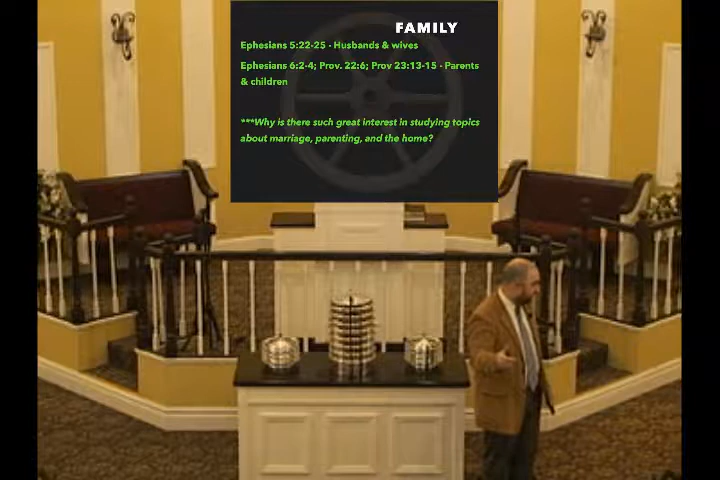 FAMILY
Ephesians 5:22-25 - Husbands & wives
Ephesians 6:2-4; Prov. 22:6; Prov 23:13-15 - Parents
& children
***Why is there such great interest in studying topics
about marriage, parenting, and the home?